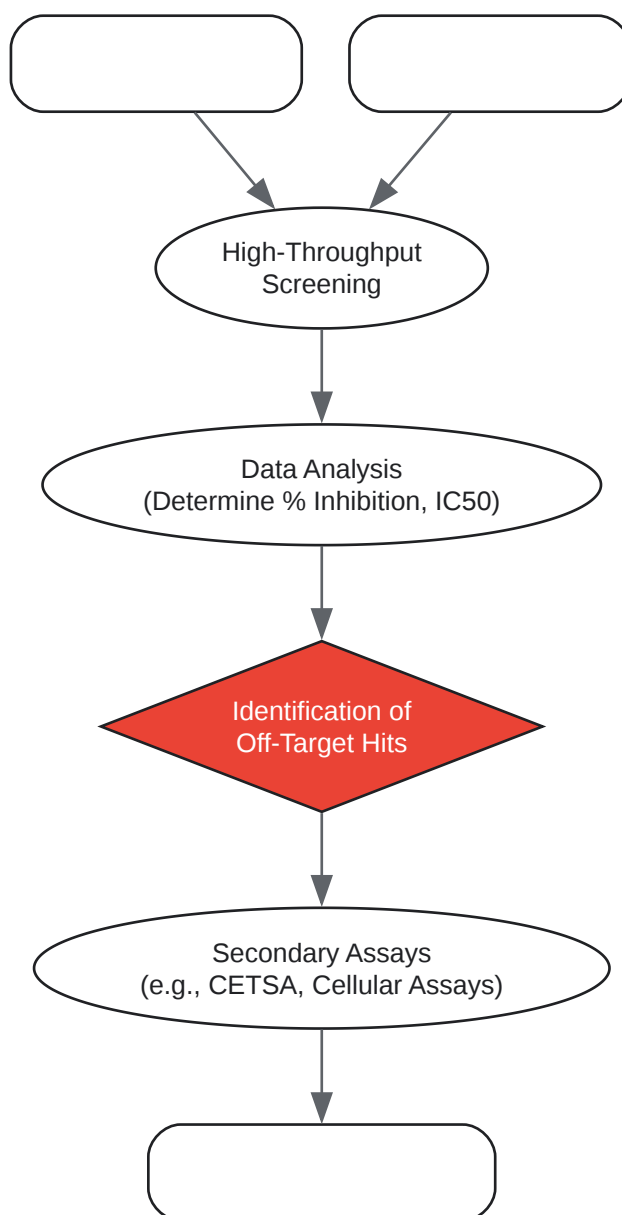 High-Throughput
Screening
Data Analysis
(Determine % Inhibition, IC50)
Identification of
Off-Target Hits
Secondary Assays
(e.g., CETSA, Cellular Assays)